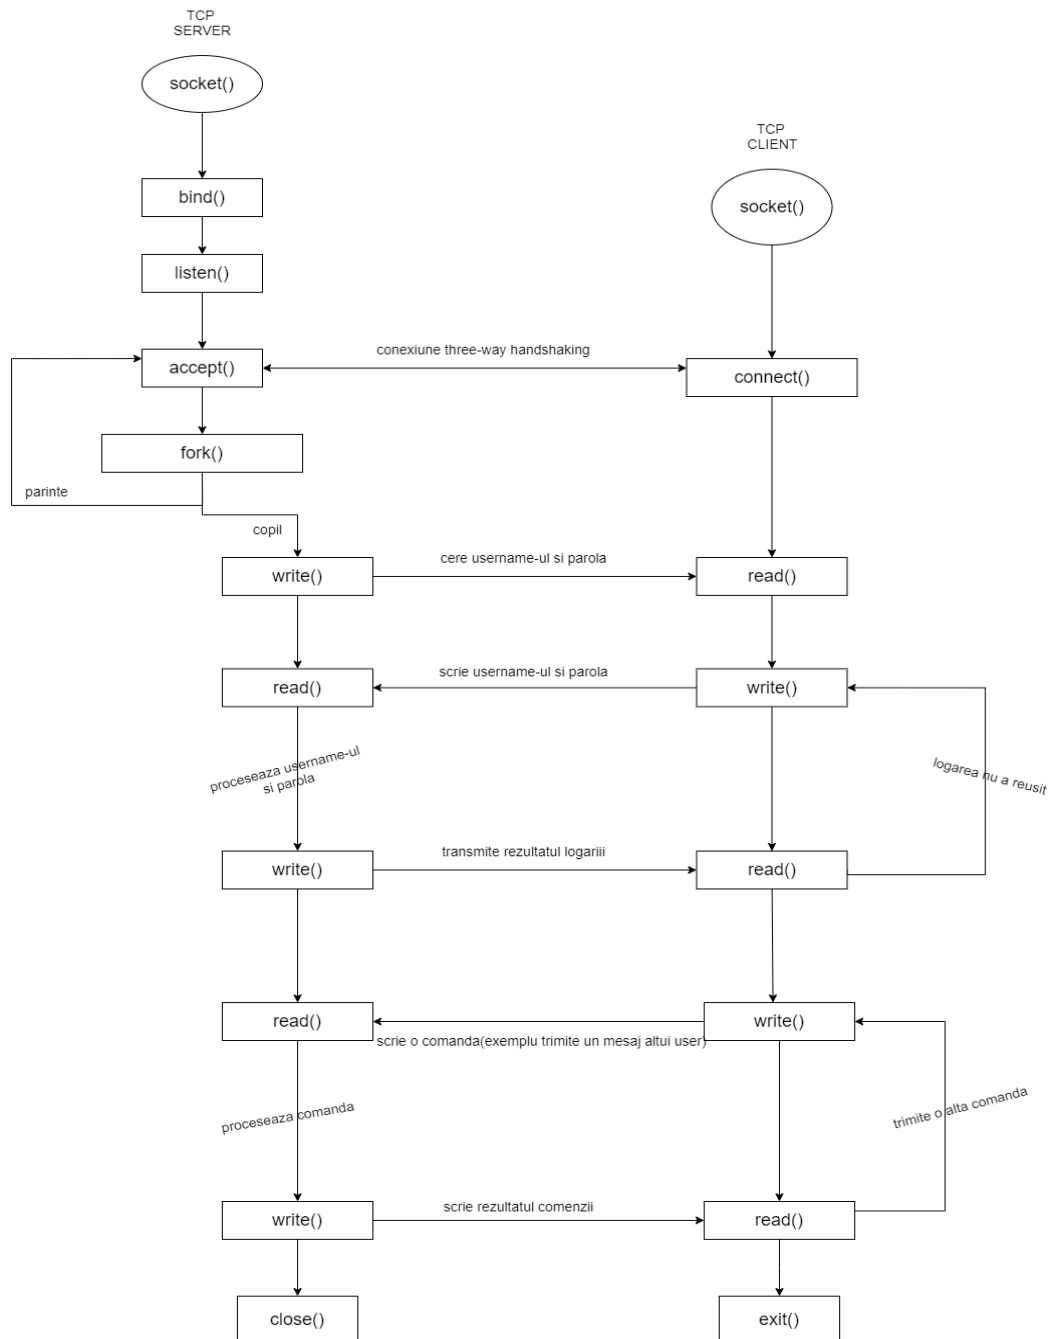 TCP
SERVER
socket()
TCP
CLIENT
bind()
socket()
listen()
conexiune three-way handshaking
accept()
connect()
fork()
parinte
copil
cere username-ul si parola
write()
read()
scrie username-ul si parola
read()
write()
proceseaza username-ul
si parola
logarea nu a reusit
transmite rezultatul logariii
write()
read()
read()
write()
scrie o comanda(exemplu trimite un mesaj altui user)
proceseaza comanda
trimite o alta comanda
scrie rezultatul comenzii
write()
read()
close()
exit()